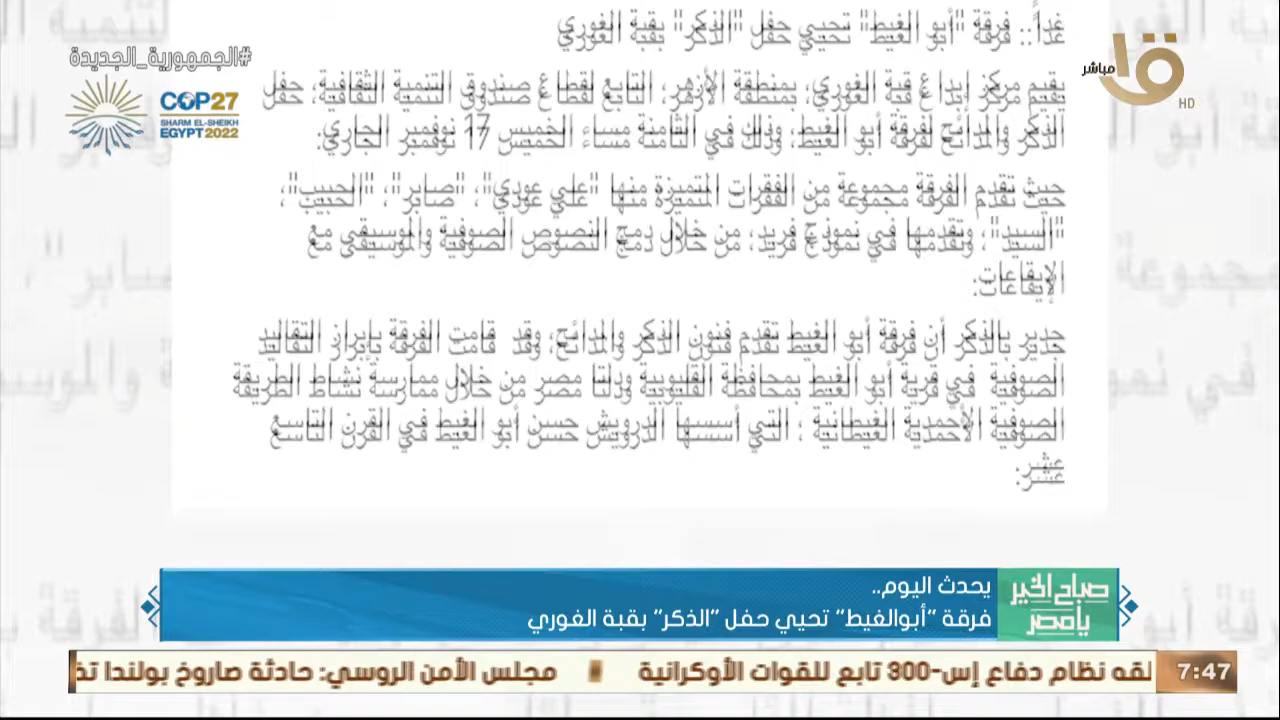 غداً.. فرقة "أبو الغيط" تحيي حفل "الذكر" بقبة الغوري
#الجمهورية_الجديدة
مباشر
HD
COP27
SHARM EL-SHEIKH
EGYPT 2022
يقيم مركز إبداع قبة الغوري، بمنطقة الأزهر، التابع لقطاع صندوق التنمية الثقافية، حفل
الذكر والمدائح لفرقة أبو الغيط، وذلك في الثامنة مساء الخميس 17 نوفمبر الجاري.
حيث تقدم الفرقة مجموعة من الفقرات المتميزة منها "علي عودي"، "صابر"، "الحبيب"،
"السيد"، وتقدمها في نموذج فريد، من خلال دمج النصوص الصوفية والموسيقى مع
الإيقاعات.
جدير بالذكر أن فرقة أبو الغيط تقدم فنون الذكر والمدائح، وقد قامت الفرقة بإبراز التقاليد
الصوفية في قرية أبو الغيط بمحافظة القليوبية ودلتا مصر من خلال ممارسة نشاط الطريقة
الصوفية الأحمدية الغيطانية ، التي أسسها الدرويش حسن أبو الغيط في القرن التاسع
عشر.
صباح الخير
يا مصر
يحدث اليوم..
فرقة "أبوالغيط" تحيي حفل "الذكر" بقبة الغوري
7:47
لقه نظام دفاع إس-300 تابع للقوات الأوكرانية
مجلس الأمن الروسي: حادثة صاروخ بولندا تذ